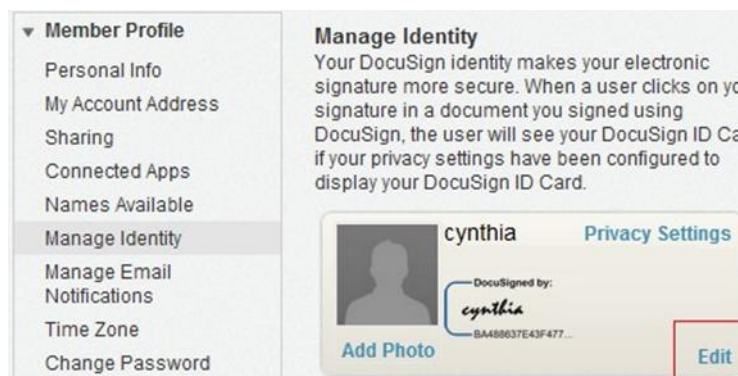 Member Profile
Personal Info
My Account Address
Sharing
Connected Apps
Names Available
Manage Identity
Manage Email
Notifications
Time Zone
Change Password
Manage Identity
Your DocuSign identity makes your electronic
signature more secure. When a user clicks on
signature in a document you signed using
DocuSign, the user will see your DocuSign ID
if your privacy settings have been configured to
display your DocuSign ID Card.
cynthia
Privacy Settings
DocuSigned by:
cynthia
BA488637E43F477...
Add Photo
Edit